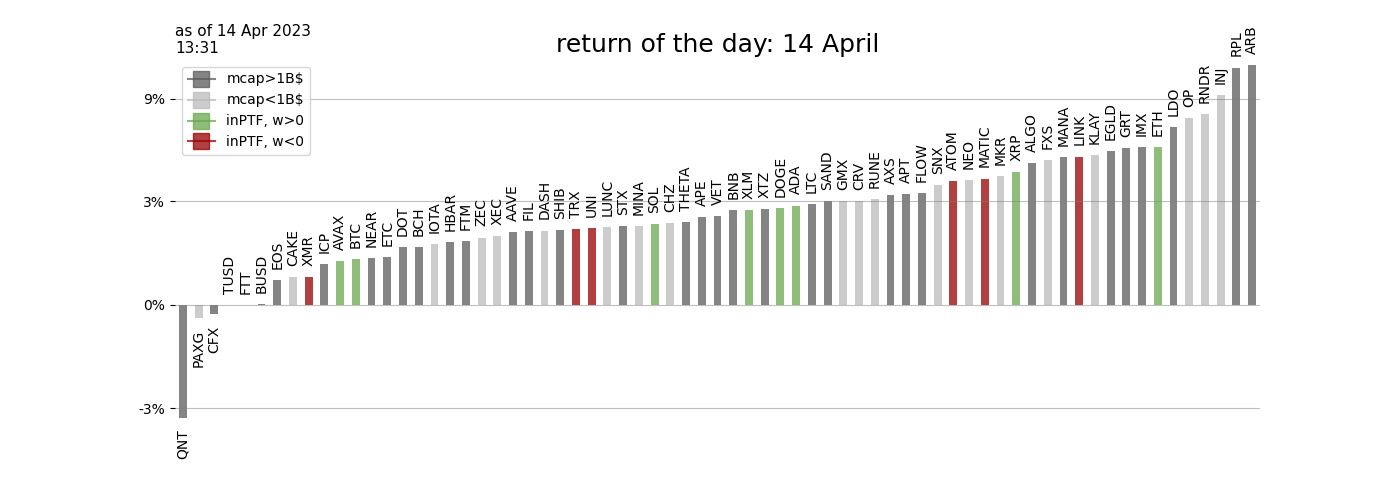 as of 14 Apr 2023
13:31
return of the day: 14 April
mcap>1B$
mcap<1B$
inPTF, w>0
inPTF, w<0
9%
3%
0%
-3%
QNT
PAXG
CFX
TUSD
FTT
BUSD
EOS
CAKE
XMR
ICP
AVAX
BTC
NEAR
ETC
DOT
BCH
IOTA
HBAR
FTM
ZEC
XEC
AAVE
FIL
DASH
SHIB
TRX
UNI
LUNC
STX
MINA
SOL
CHZ
THETA
APE
VET
BNB
XLM
XTZ
DOGE
ADA
LTC
SAND
GMX
CRV
RUNE
AXS
APT
FLOW
SNX
ATOM
NEO
MATIC
MKR
XRP
ALGO
FXS
MANA
LINK
KLAY
EGLD
GRT
IMX
ETH
LDO
OP
RNDR
INJ
RPL
ARB